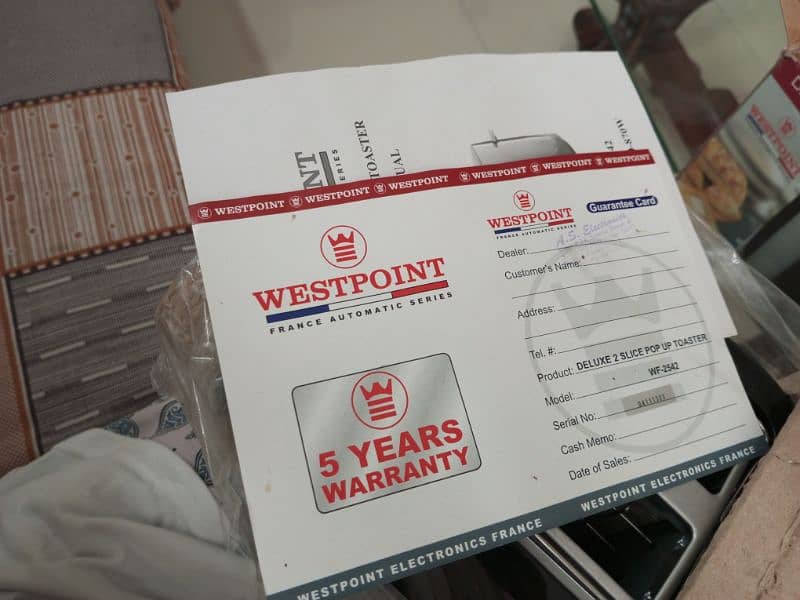 NT
SERIES
TOASTER
UAL
42
-870W
WESTPOINT WESTPOINT WESTPOINT WESTPOINT WESTPOINT WESTPOINT
WESTPOINT
FRANCE AUTOMATIC SERIES
5 YEARS
WARRANTY
WESTPOINT
FRANCE AUTOMATIC SERIES
Guarantee Card
Dealer: A.S. Electronics
Customer's Name:
Address:
Tel. #:
Product: DELUXE 2 SLICE POP UP TOASTER
Model: WF-2542
Serial No:
Cash Memo:
Date of Sales:
WESTPOINT ELECTRONICS FRANCE WESTPOINT ELECTRONICS FRANCE